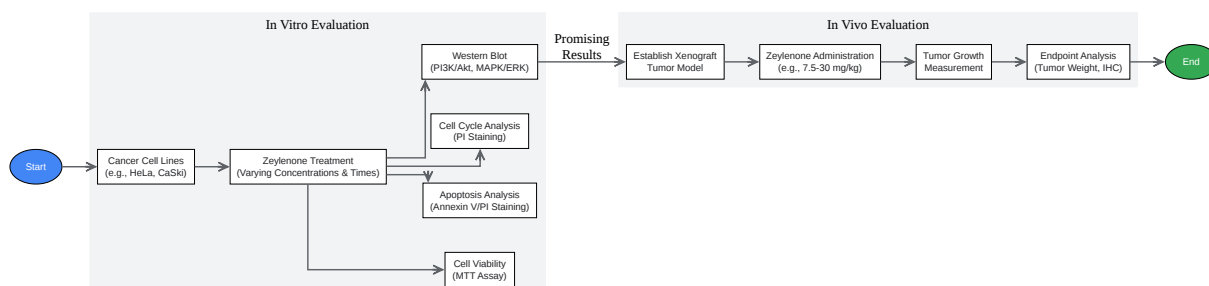 In Vitro Evaluation
In Vivo Evaluation
Western Blot
(PI3K/Akt, MAPK/ERK)
Promising
Results
Establish Xenograft
Tumor Model
Zeylenone Administration
(e.g., 7.5-30 mg/kg)
Tumor Growth
Measurement
Endpoint Analysis
(Tumor Weight, IHC)
End
Cell Cycle Analysis
(PI Staining)
Start
Cancer Cell Lines
(e.g., HeLa, CaSki)
Zeylenone Treatment
(Varying Concentrations & Times)
Apoptosis Analysis
(Annexin V/PI Staining)
Cell Viability
(MTT Assay)